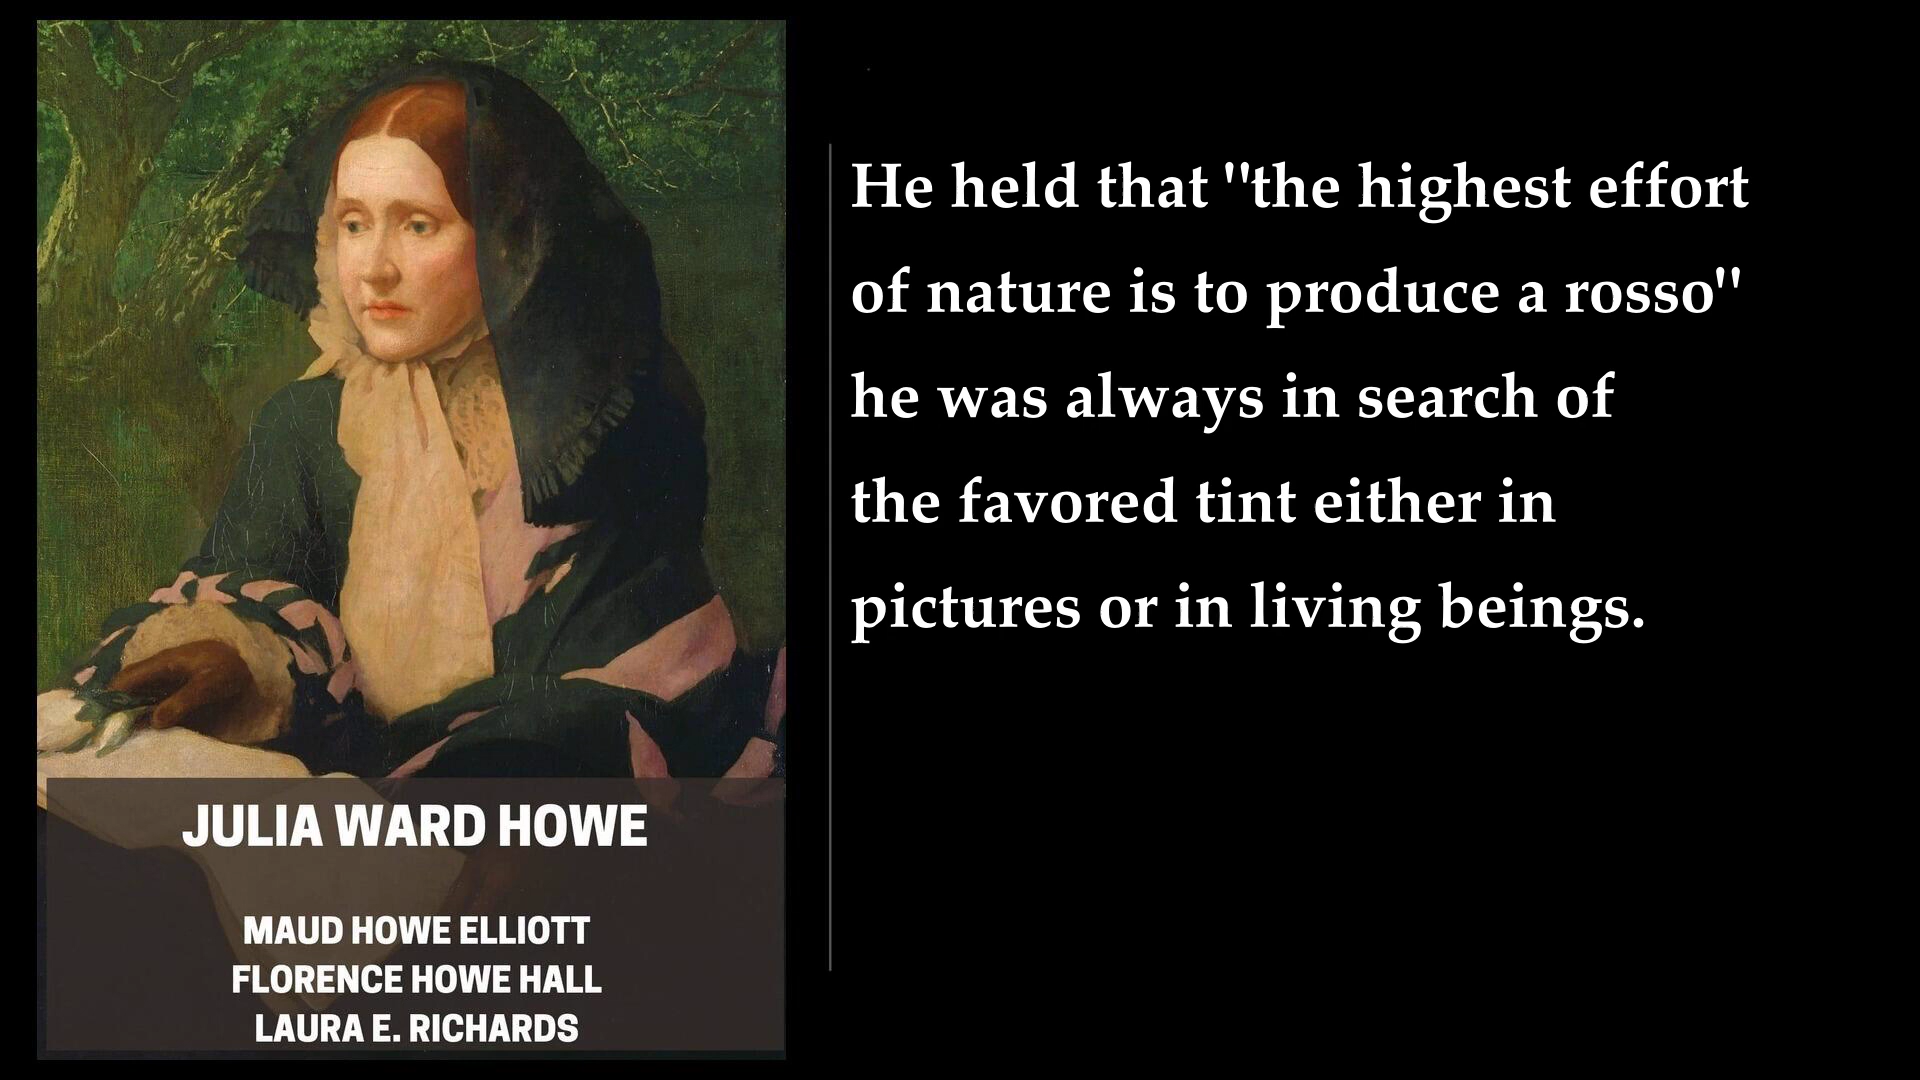 JULIA WARD HOWE
MAUD HOWE ELLIOTT
FLORENCE HOWE HALL
LAURA E. RICHARDS
He held that "the highest effort
of nature is to produce a rosso"
he was always in search of
the favored tint either in
pictures or in living beings.